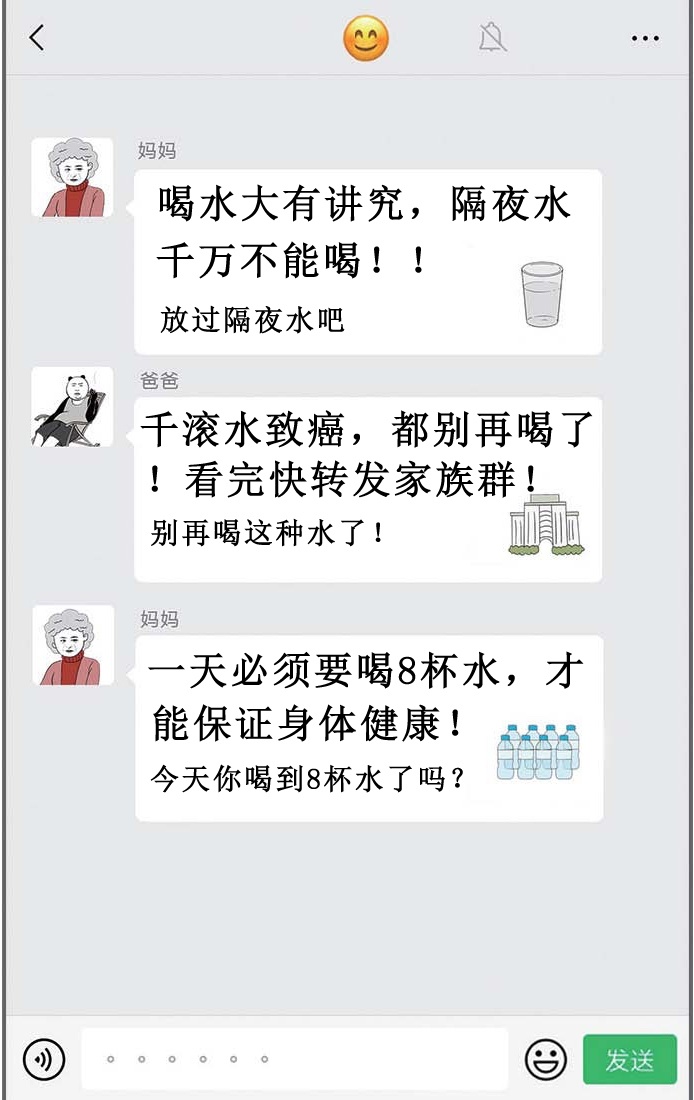 妈妈
喝水大有讲究，隔夜水
千万不能喝！！
放过隔夜水吧
爸爸
千滚水致癌，都别再喝了
！看完快转发家族群！
别再喝这种水了！
妈妈
一天必须要喝8杯水，才
能保证身体健康！
今天你喝到8杯水了吗？
发送